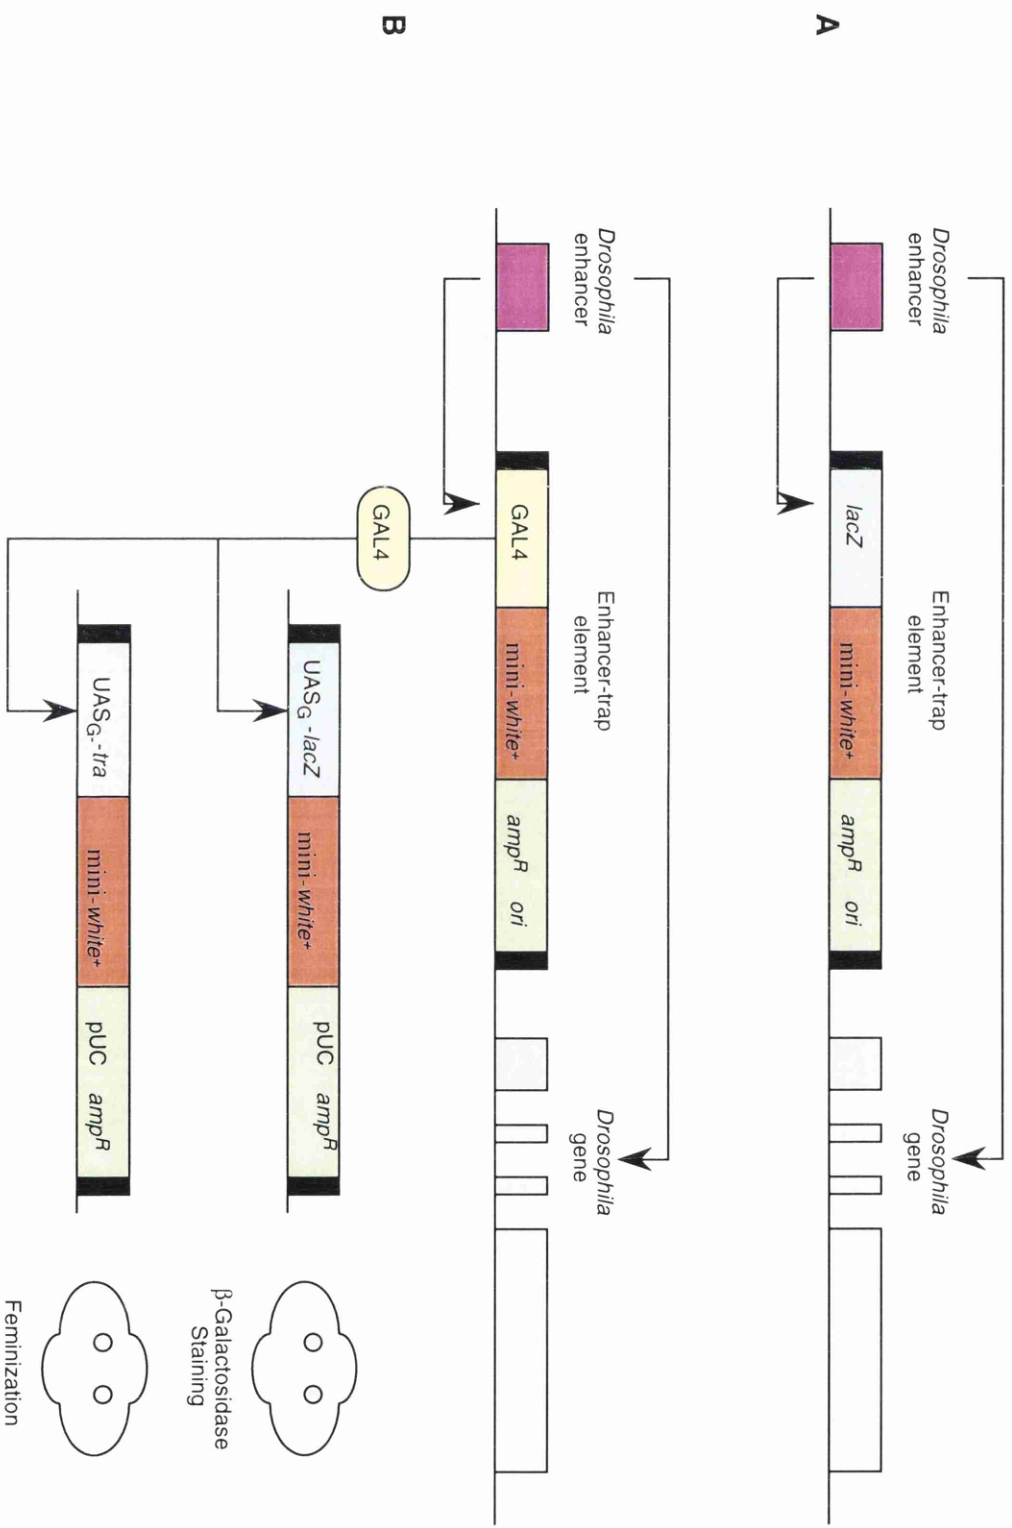 A
Drosophila
enhancer
Enhancer-trap
element
Drosophila
gene
lacZ
mini-white+
ampR ori
B
Drosophila
enhancer
Enhancer-trap
element
Drosophila
gene
GAL4
mini-white+
ampR ori
GAL4
UASG-lacZ
mini-white+
pUC ampR
β-Galactosidase
Staining
UASG--tra
mini-white+
pUC ampR
Feminization